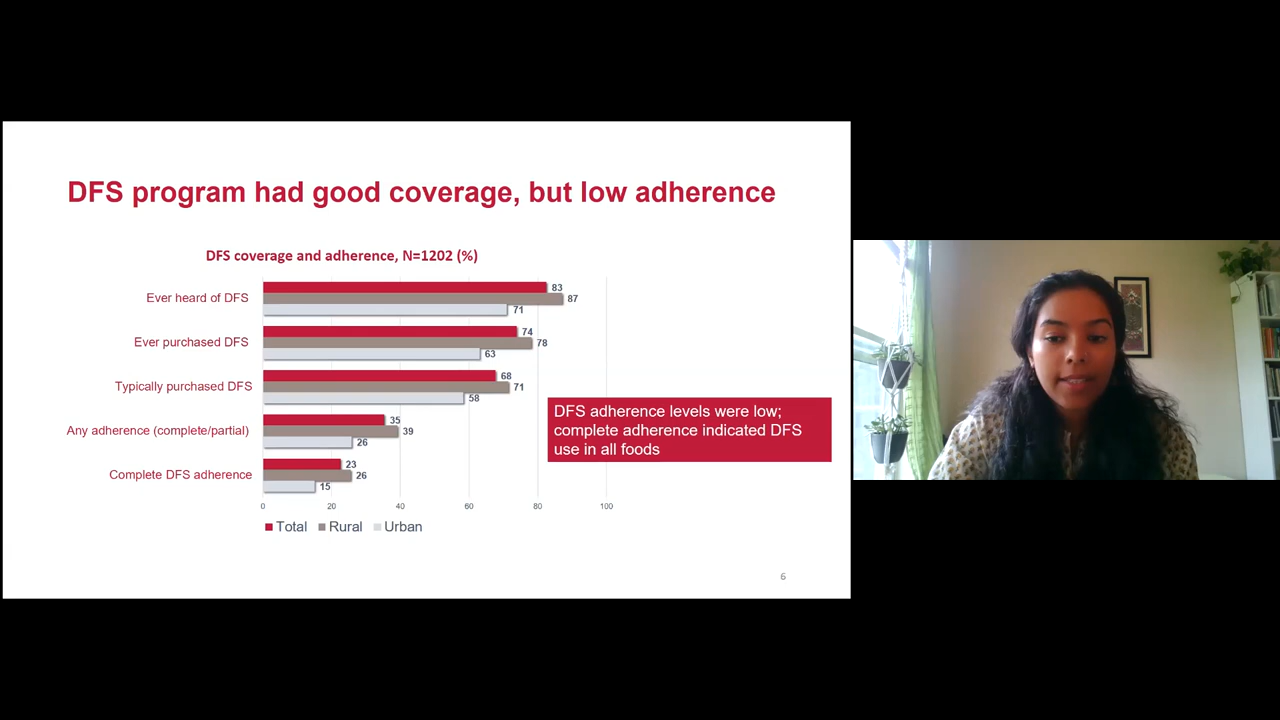 DFS program had good coverage, but low adherence
DFS coverage and adherence, N=1202 (%)
Ever heard of DFS
83
87
71
Ever purchased DFS
74
78
63
Typically purchased DFS
68
71
58
Any adherence (complete/partial)
35
39
26
Complete DFS adherence
23
26
15
DFS adherence levels were low;
complete adherence indicated DFS
use in all foods
0 20 40 60 80 100
Total Rural Urban
6